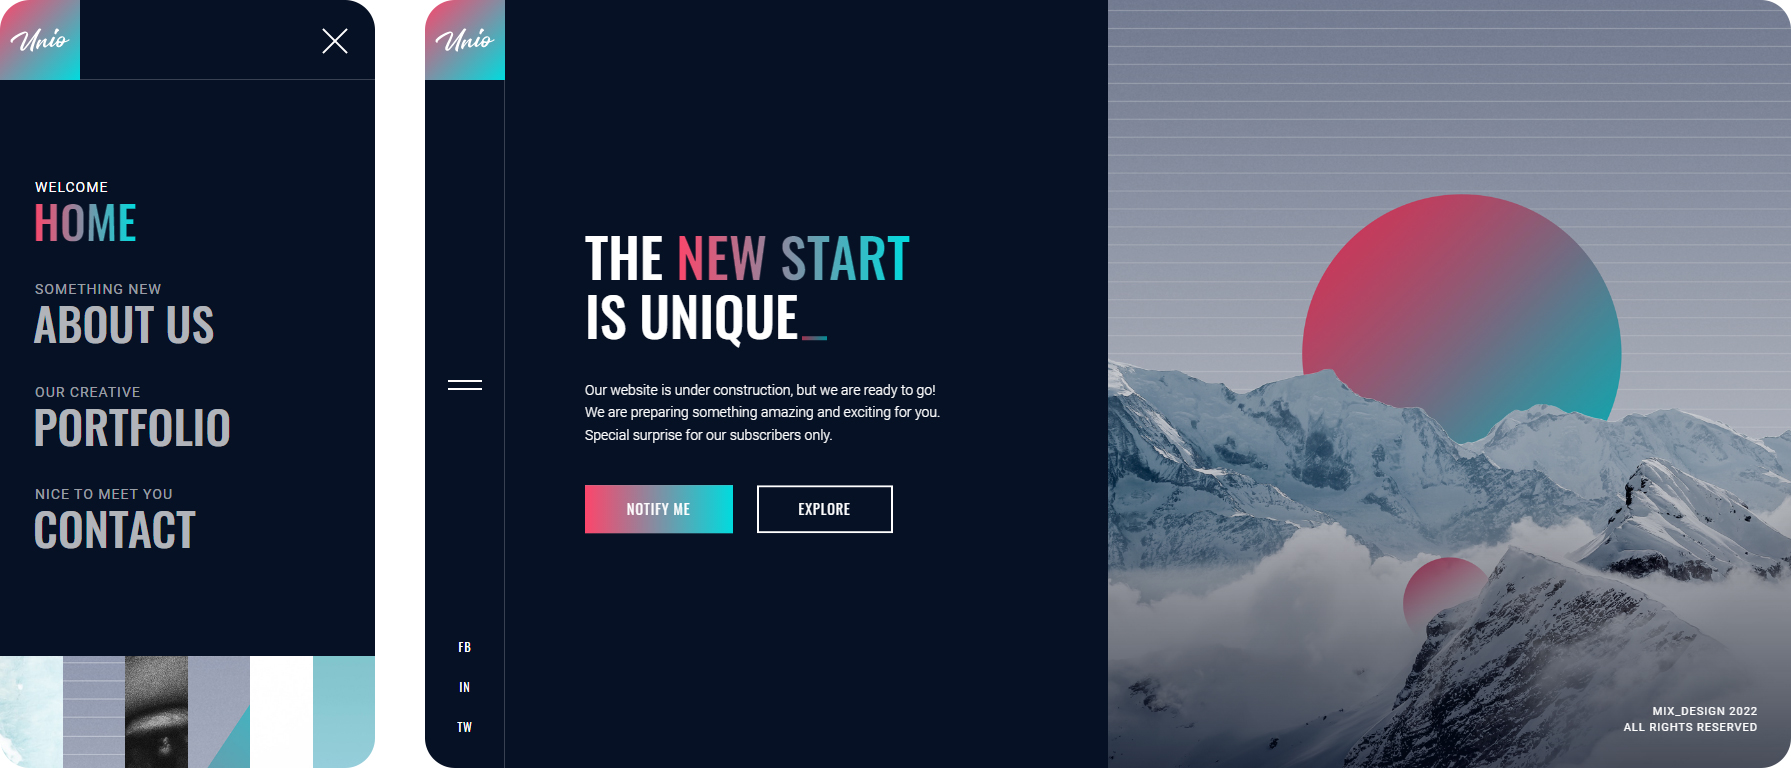 Unio
WELCOME
HOME
SOMETHING NEW
ABOUT US
OUR CREATIVE
PORTFOLIO
NICE TO MEET YOU
CONTACT
Unio
THE NEW START
IS UNIQUE_
Our website is under construction, but we are ready to go!
We are preparing something amazing and exciting for you.
Special surprise for our subscribers only.
NOTIFY ME
EXPLORE
FB
IN
TW
MIX_DESIGN 2022
ALL RIGHTS RESERVED